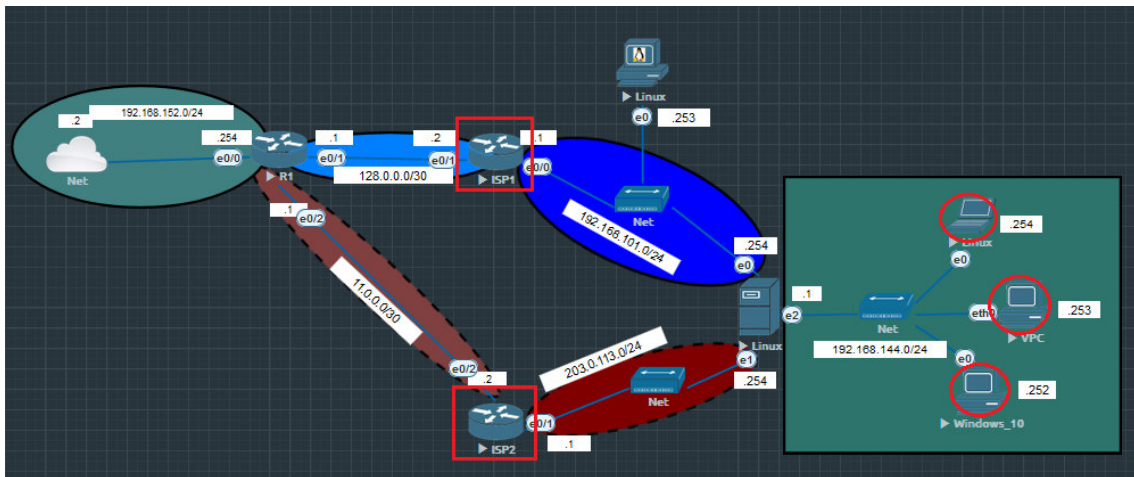 192.168.152.0/24
.2
Net
.254
e0/0
R1
.1
e0/1
128.0.0.0/30
.2
e0/1
ISP1
.1
e0/0
Linux
e0
.253
Net
192.168.101.0/24
.254
e0
Linux
.1
e2
.1
e0/2
11.0.0.0/30
e0/2
.2
ISP2
e0/1
.1
203.0.113.0/24
Net
e1
.254
Net
192.168.144.0/24
Linux
.254
e0
eth0
.253
VPC
e0
.252
Windows_10